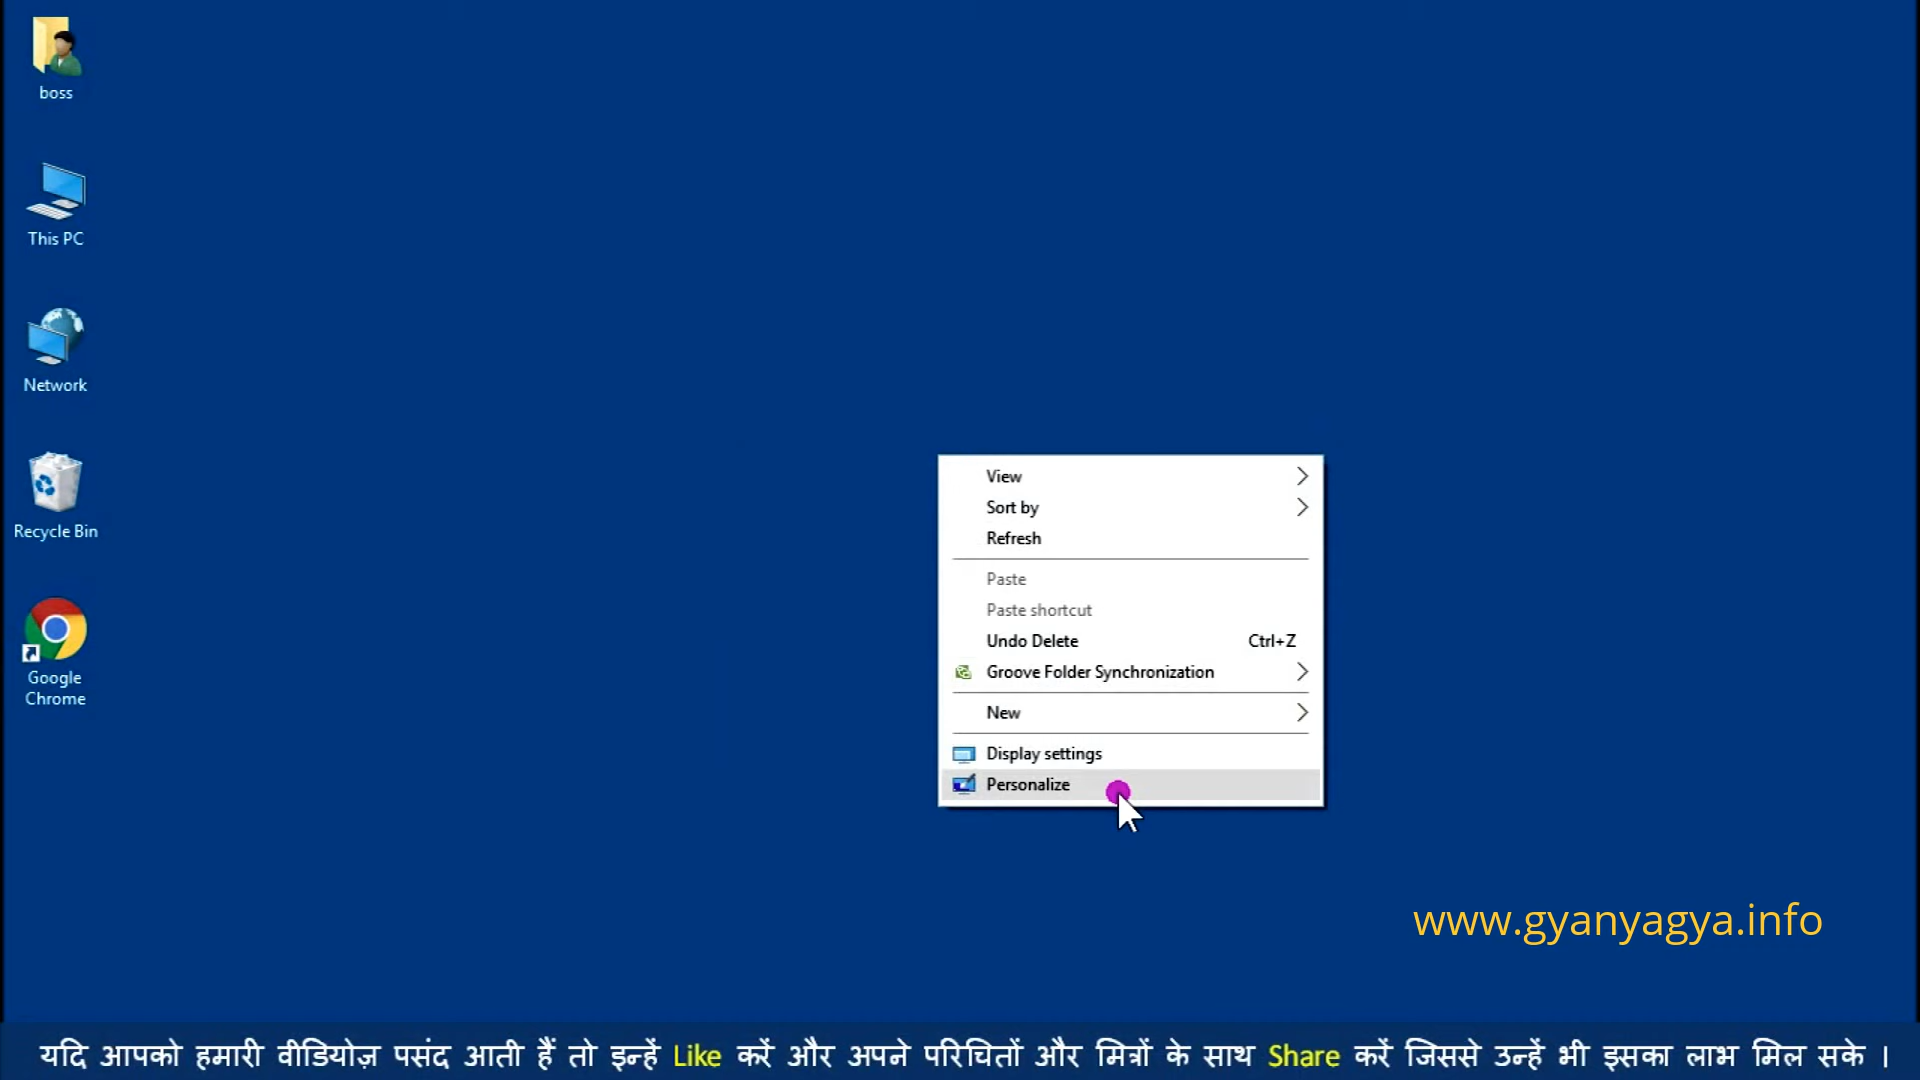 boss
This PC
Network
Recycle Bin
Google
Chrome
View
Sort by
Refresh
Paste
Paste shortcut
Undo Delete Ctrl+Z
Groove Folder Synchronization
New
Display settings
Personalize
www.gyanyagya.info
यदि आपको हमारी वीडियोज़ पसंद आती हैं तो इन्हें Like करें और अपने परिचितों और मित्रों के साथ Share करें जिससे उन्हें भी इसका लाभ मिल सके ।